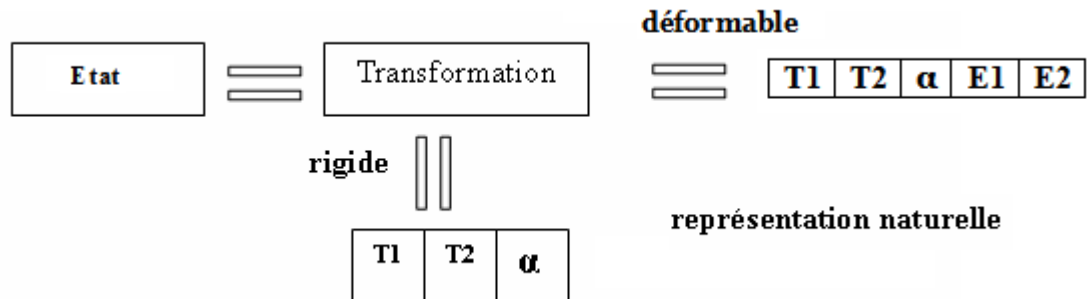 déformable
Etat
Transformation
T1 T2 α E1 E2
rigide
représentation naturelle
T1 T2 α